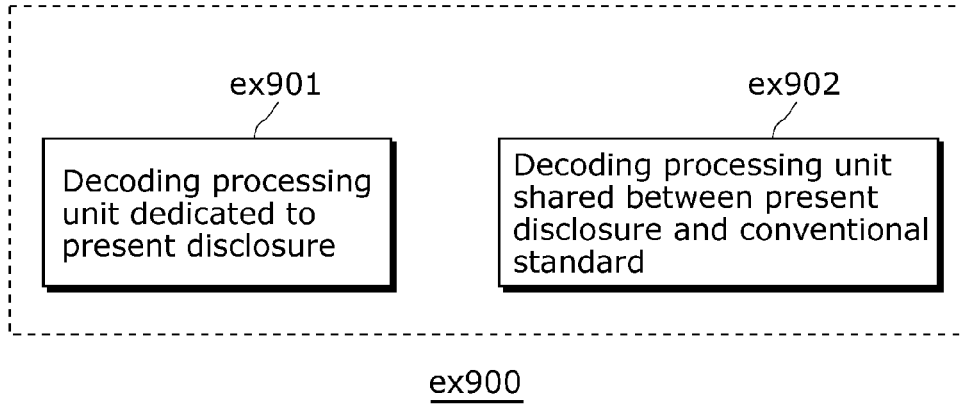 ex901
ex902
Decoding processing
unit dedicated to
present disclosure
Decoding processing unit
shared between present
disclosure and conventional
standard
ex900